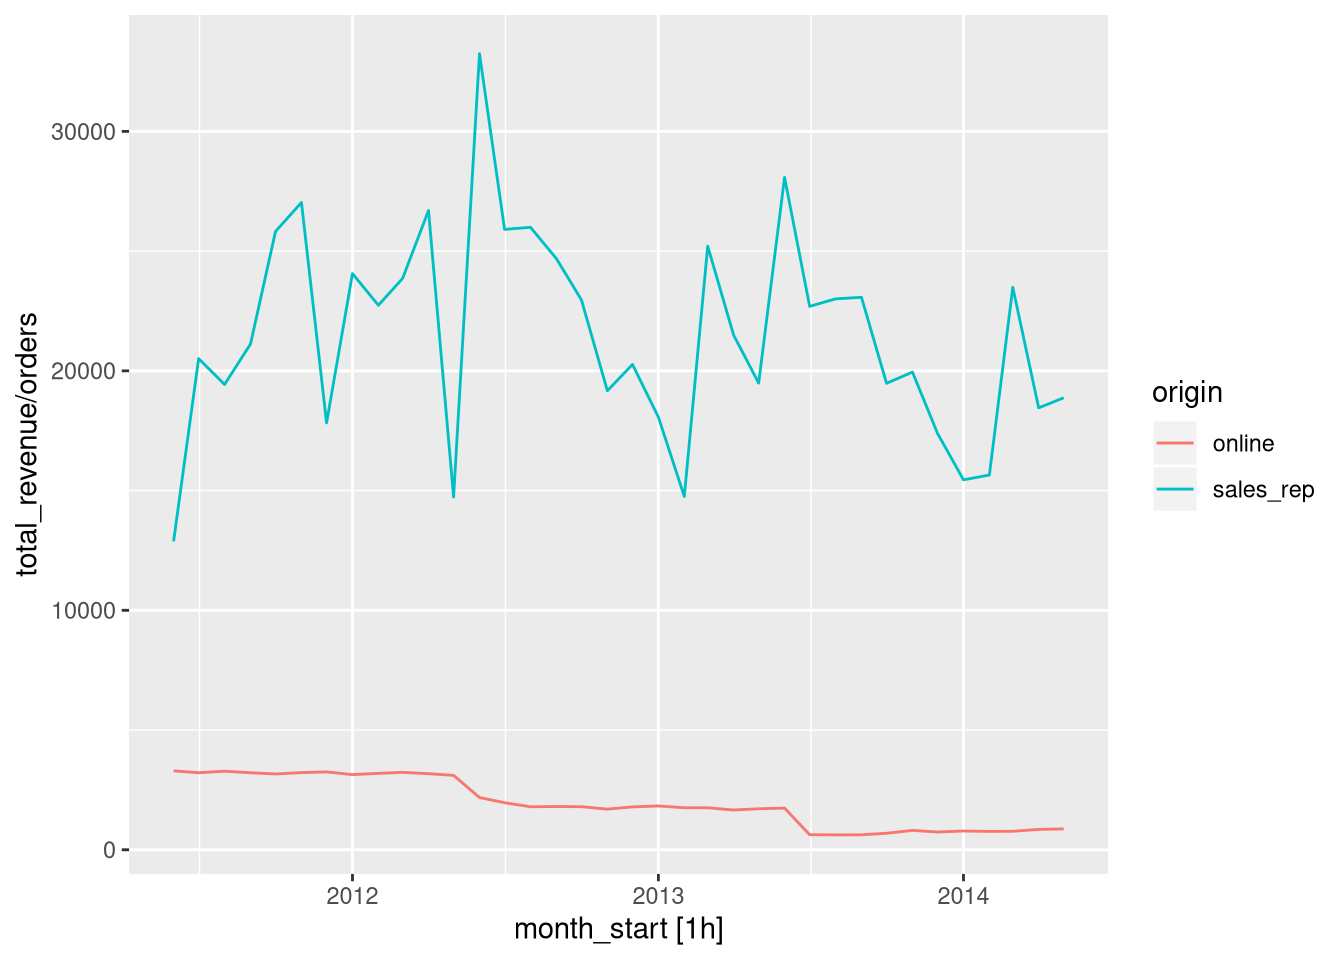 total_revenue/orders
30000
20000
10000
0
2012
2013
2014
month_start [1h]
origin
online
sales_rep